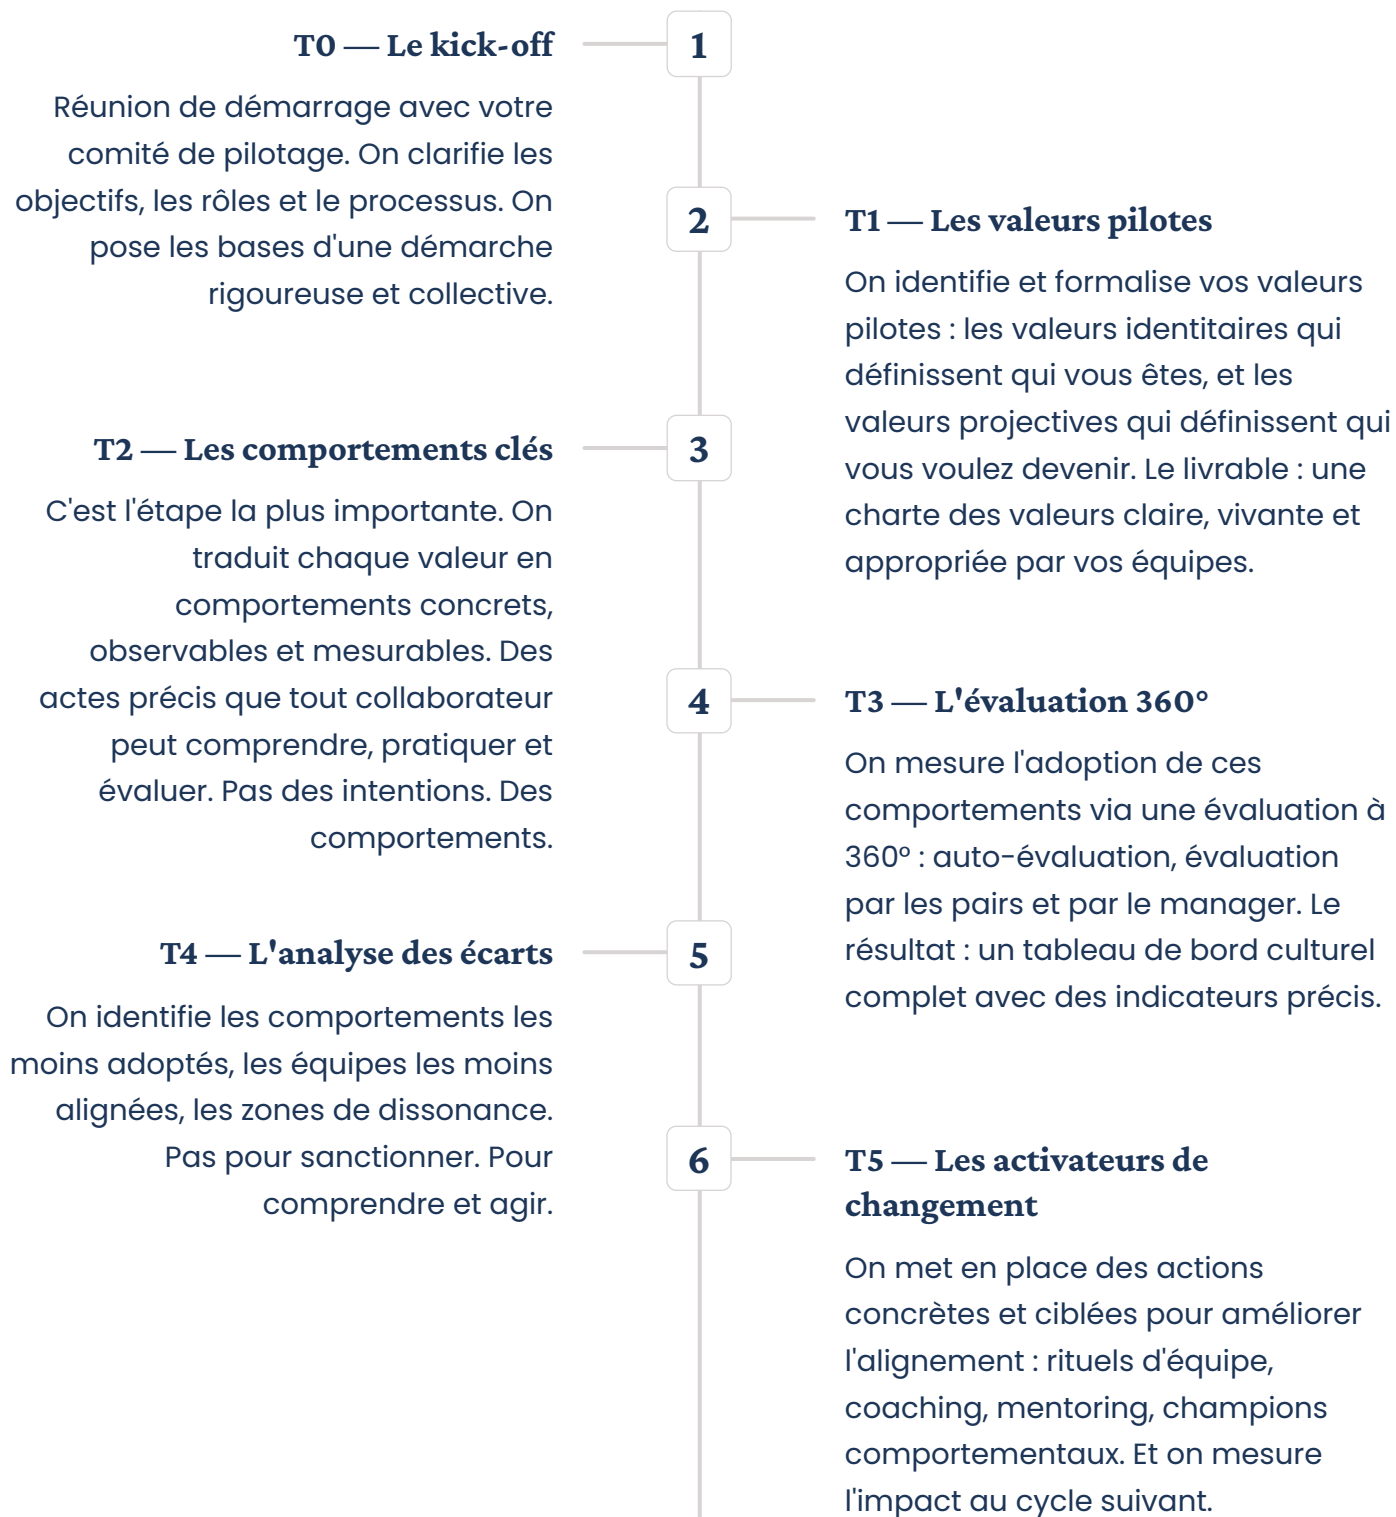 1
T0 — Le kick-off
Réunion de démarrage avec votre
comité de pilotage. On clarifie les
objectifs, les rôles et le processus. On
pose les bases d'une démarche
rigoureuse et collective.
2
T1 — Les valeurs pilotes
On identifie et formalise vos valeurs
pilotes : les valeurs identitaires qui
définissent qui vous êtes, et les
valeurs projectives qui définissent qui
vous voulez devenir. Le livrable : une
charte des valeurs claire, vivante et
appropriée par vos équipes.
3
T2 — Les comportements clés
C'est l'étape la plus importante. On
traduit chaque valeur en
comportements concrets,
observables et mesurables. Des
actes précis que tout collaborateur
peut comprendre, pratiquer et
évaluer. Pas des intentions. Des
comportements.
4
T3 — L'évaluation 360°
On mesure l'adoption de ces
comportements via une évaluation à
360° : auto-évaluation, évaluation
par les pairs et par le manager. Le
résultat : un tableau de bord culturel
complet avec des indicateurs précis.
5
T4 — L'analyse des écarts
On identifie les comportements les
moins adoptés, les équipes les moins
alignées, les zones de dissonance.
Pas pour sanctionner. Pour
comprendre et agir.
6
T5 — Les activateurs de
changement
On met en place des actions
concrètes et ciblées pour améliorer
l'alignement : rituels d'équipe,
coaching, mentoring, champions
comportementaux. Et on mesure
l'impact au cycle suivant.